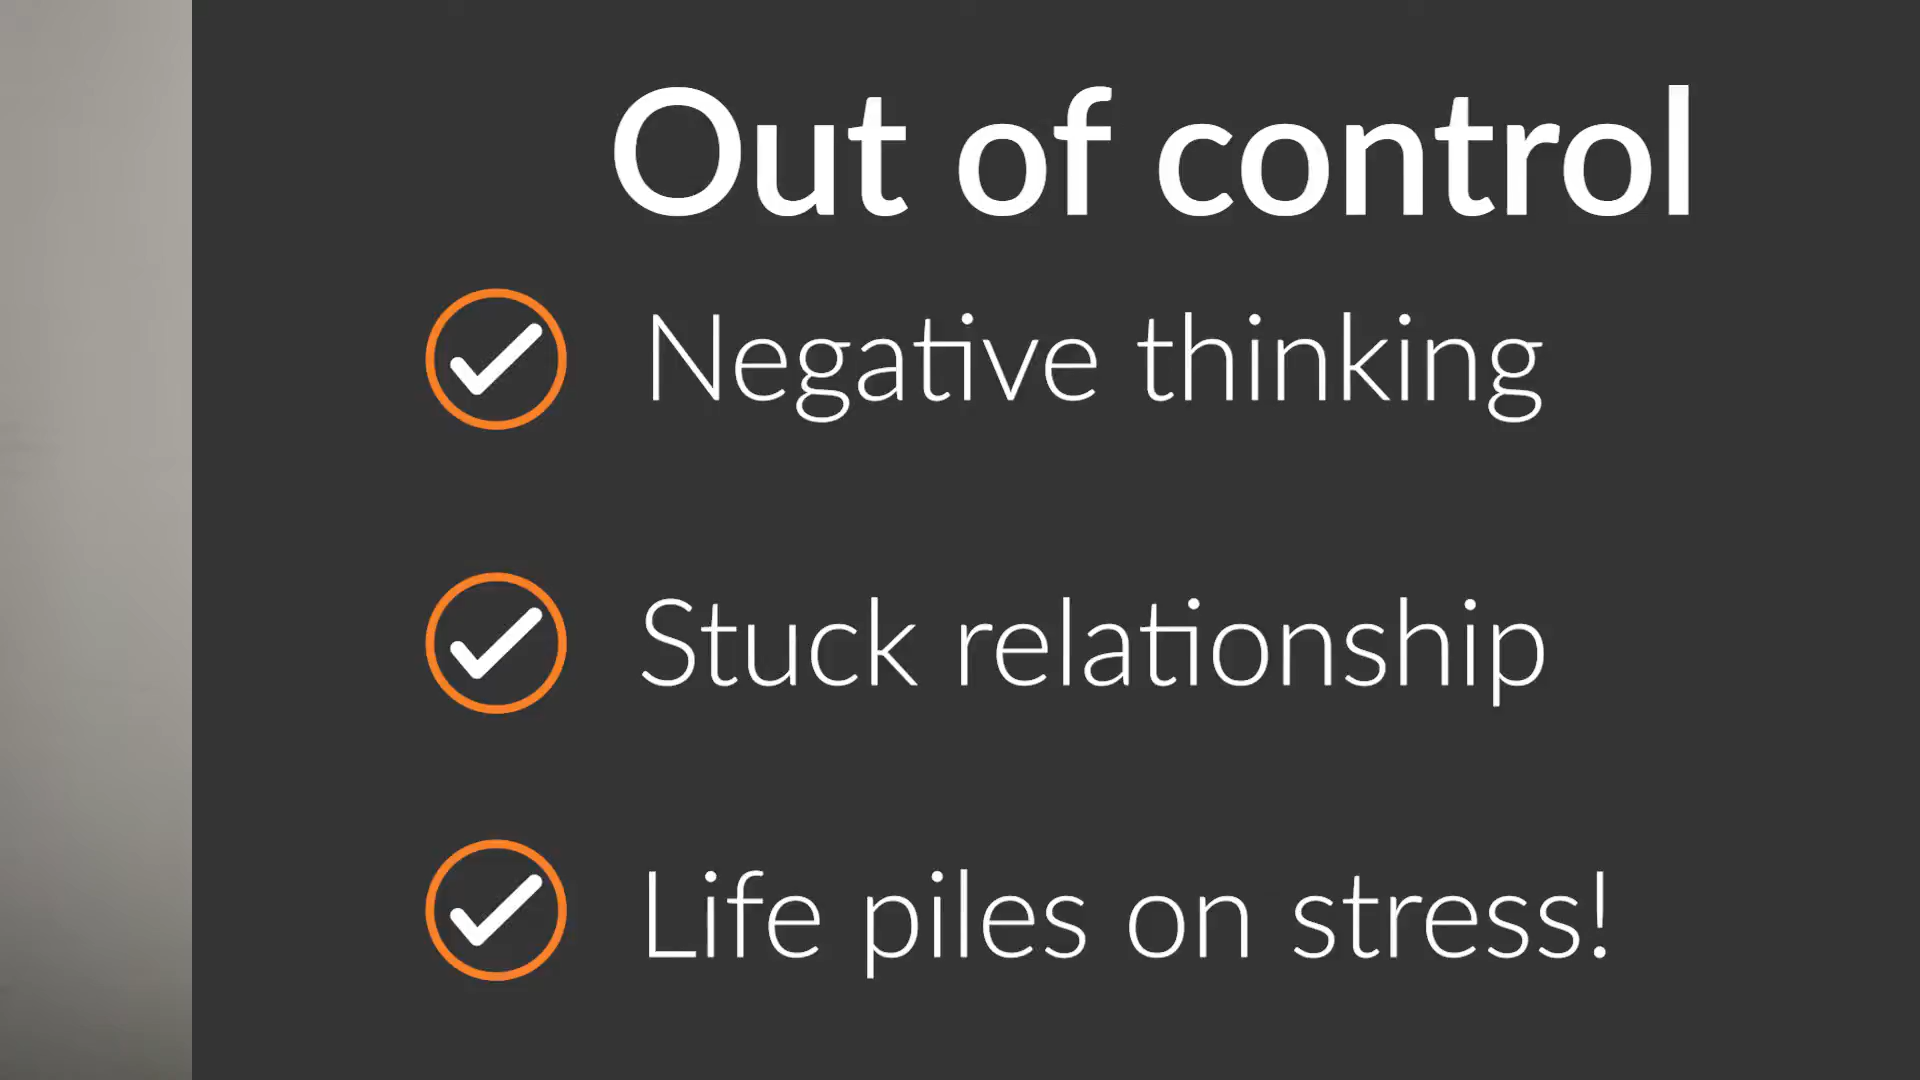 Out of control
Negative thinking
Stuck relationship
Life piles on stress!